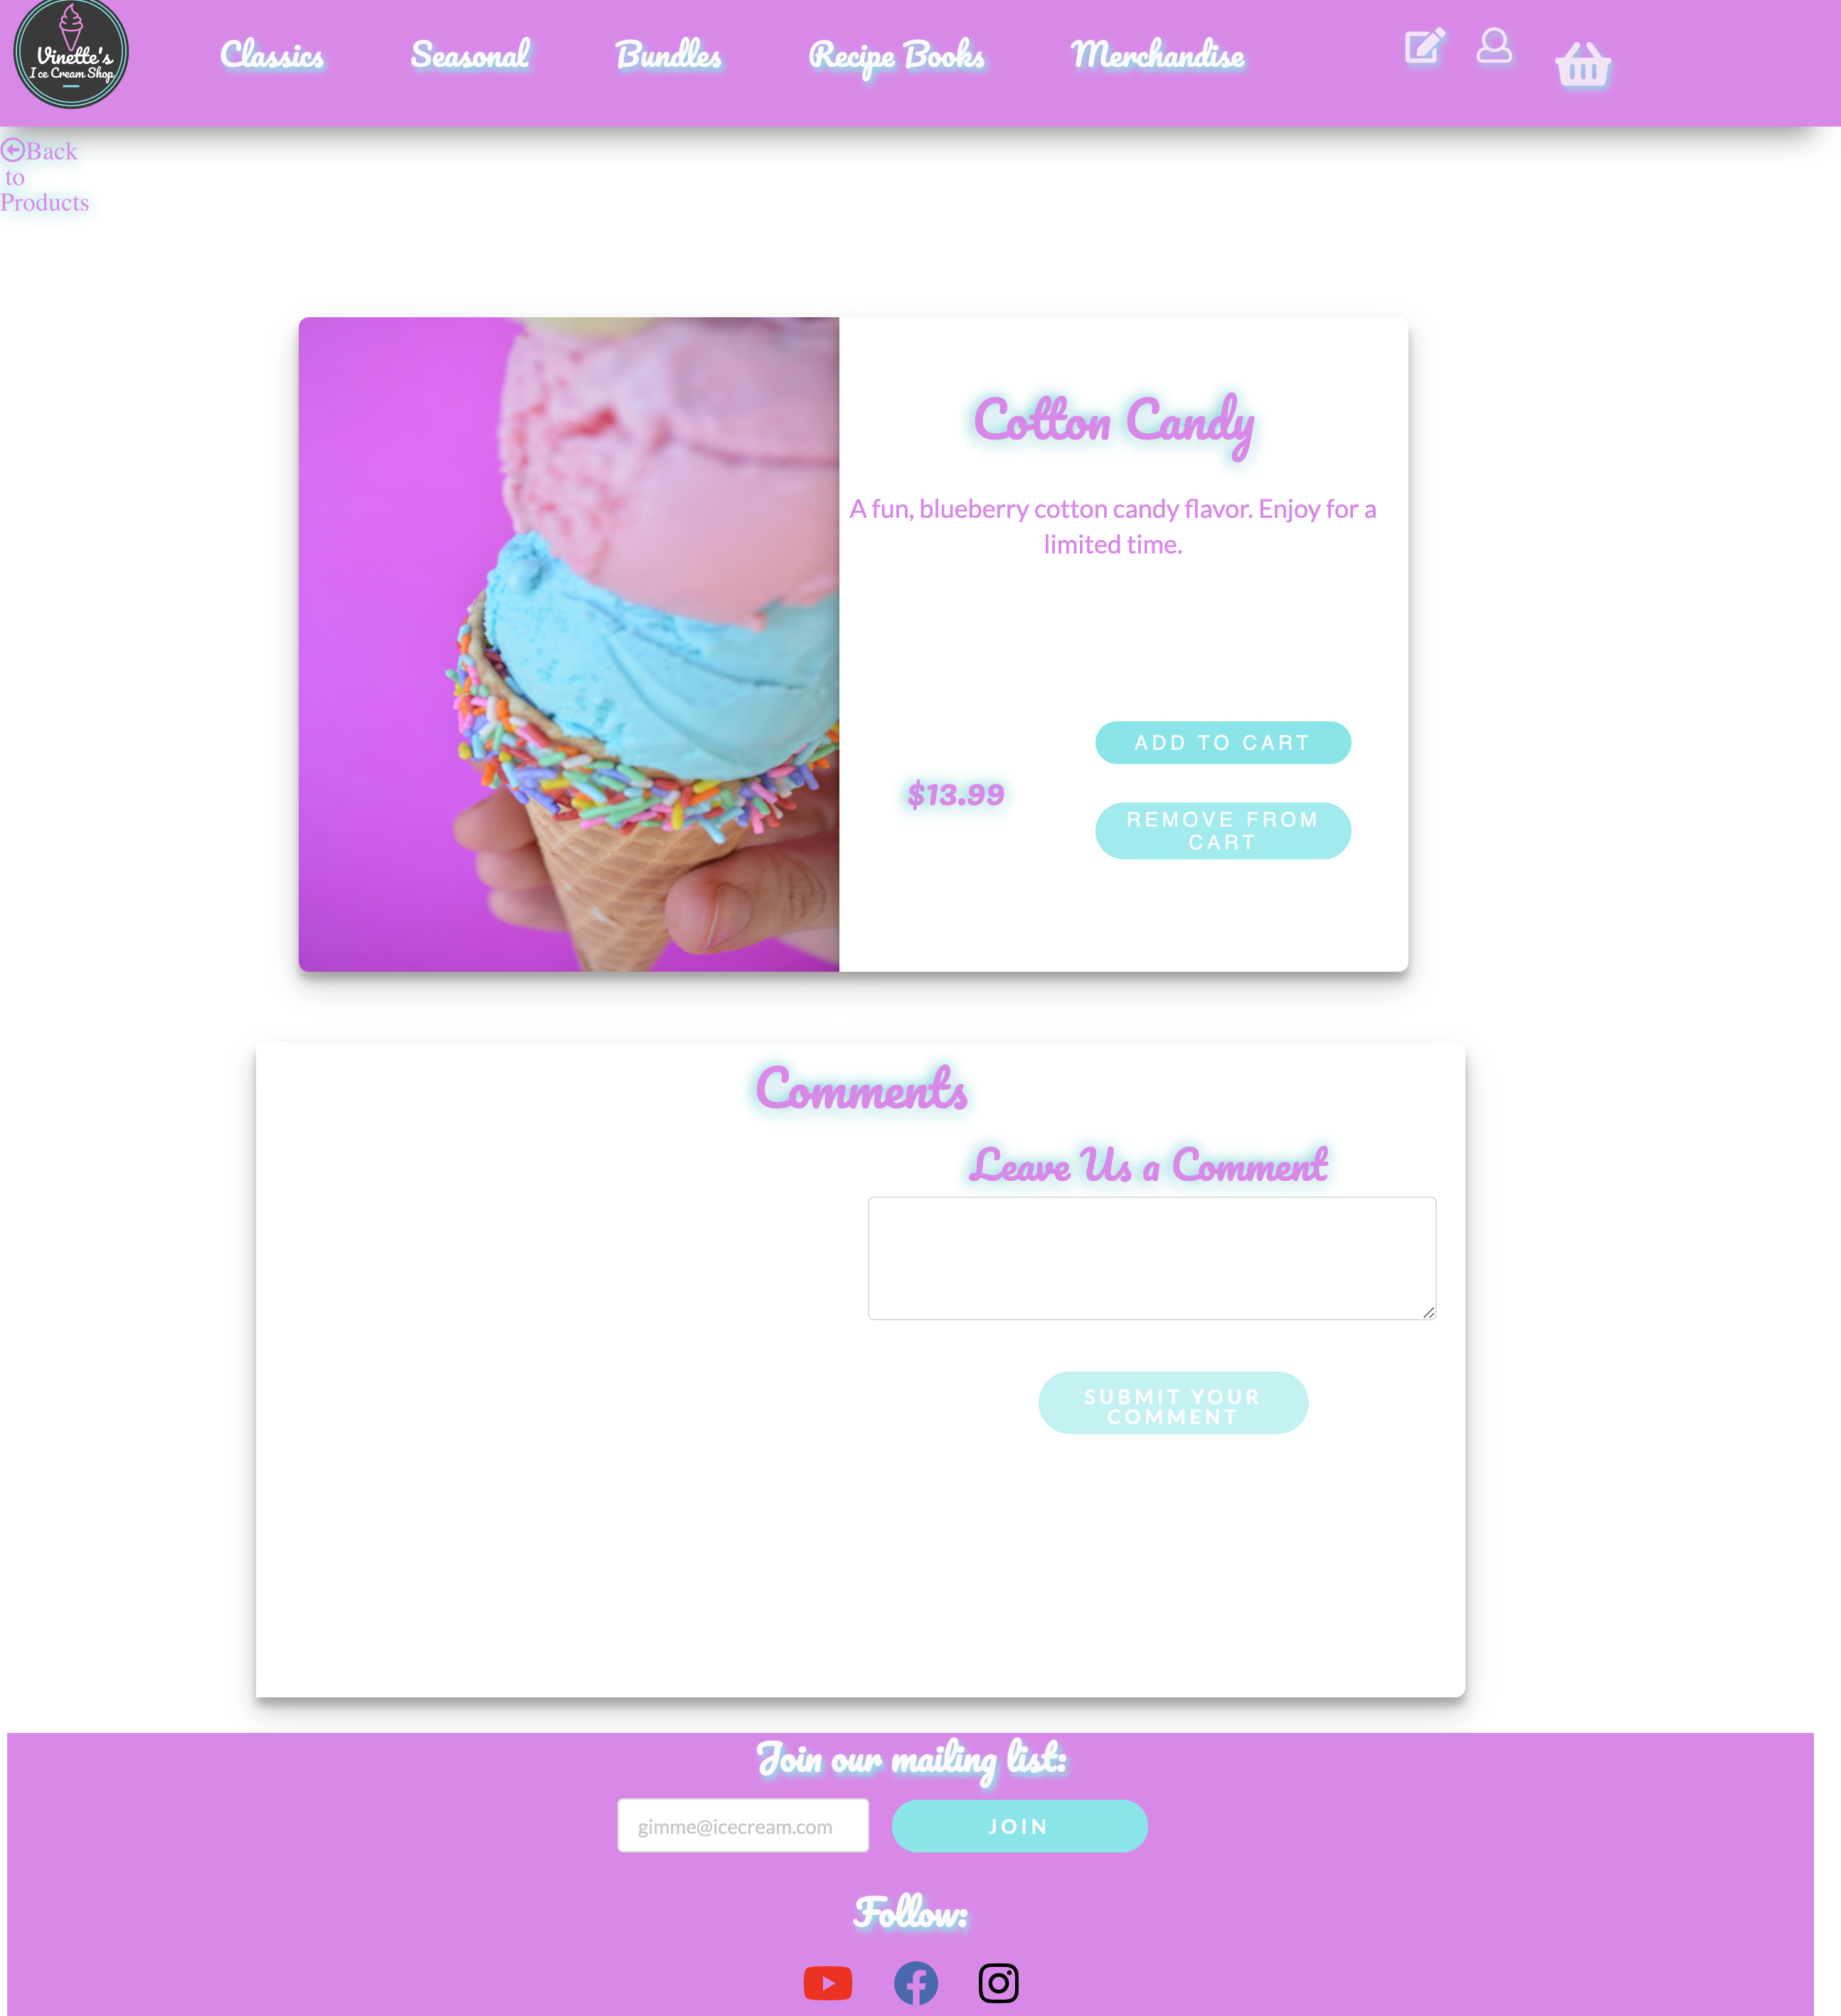 Vinette's
Ice Cream Shop
Classics
Seasonal
Bundles
Recipe Books
Merchandise
Back
to
Products
Cotton Candy
A fun, blueberry cotton candy flavor. Enjoy for a
limited time.
ADD TO CART
$13.99
REMOVE FROM
CART
Comments
Leave Us a Comment
SUBMIT YOUR
COMMENT
Join our mailing list:
gimme@icecream.com
JOIN
Follow: